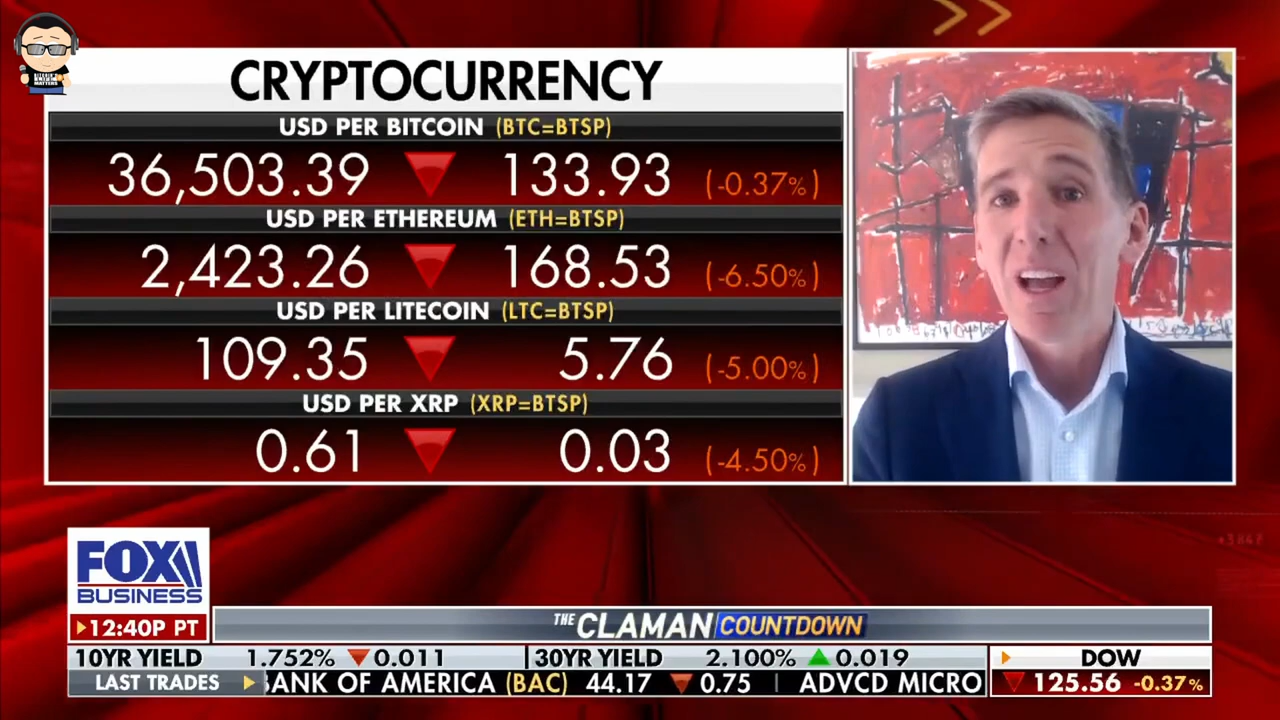 BITCOIN'S
MATTERS
CRYPTOCURRENCY
USD PER BITCOIN (BTC=BTSP)
36,503.39 ▼ 133.93 (-0.37%)
USD PER ETHEREUM (ETH=BTSP)
2,423.26 ▼ 168.53 (-6.50%)
USD PER LITECOIN (LTC=BTSP)
109.35 ▼ 5.76 (-5.00%)
USD PER XRP (XRP=BTSP)
0.61 ▼ 0.03 (-4.50%)
FOX
BUSINESS
12:40P PT
THE CLAMAN COUNTDOWN
10YR YIELD 1.752% ▼ 0.011 30YR YIELD 2.100% ▲ 0.019 DOW
LAST TRADES BANK OF AMERICA (BAC) 44.17 ▼ 0.75 ADVCD MICRO ▼ 125.56 -0.37%